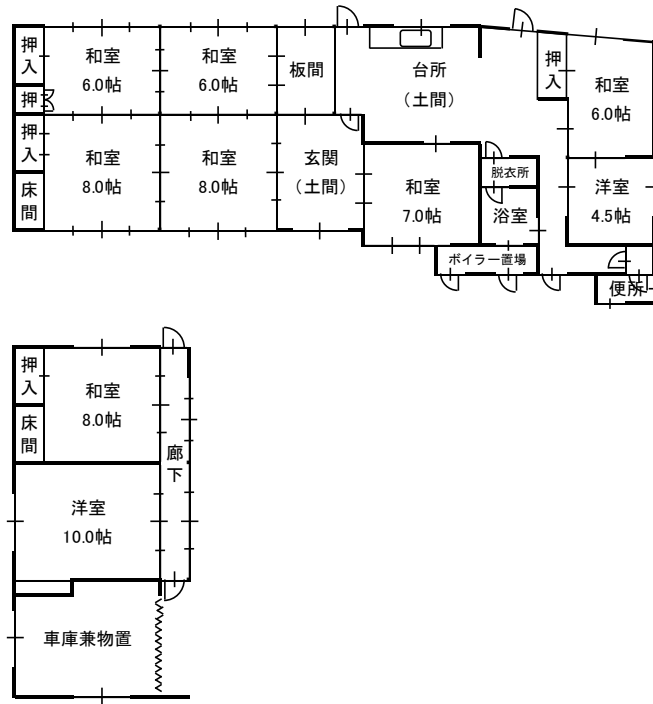 押入
和室
6.0帖
和室
6.0帖
板間
台所
（土間）
押入
和室
6.0帖
押
押入
和室
8.0帖
和室
8.0帖
玄関
（土間）
和室
7.0帖
脱衣所
洋室
4.5帖
床間
浴室
ボイラー置場
便所
押入
和室
8.0帖
床間
廊下
洋室
10.0帖
車庫兼物置